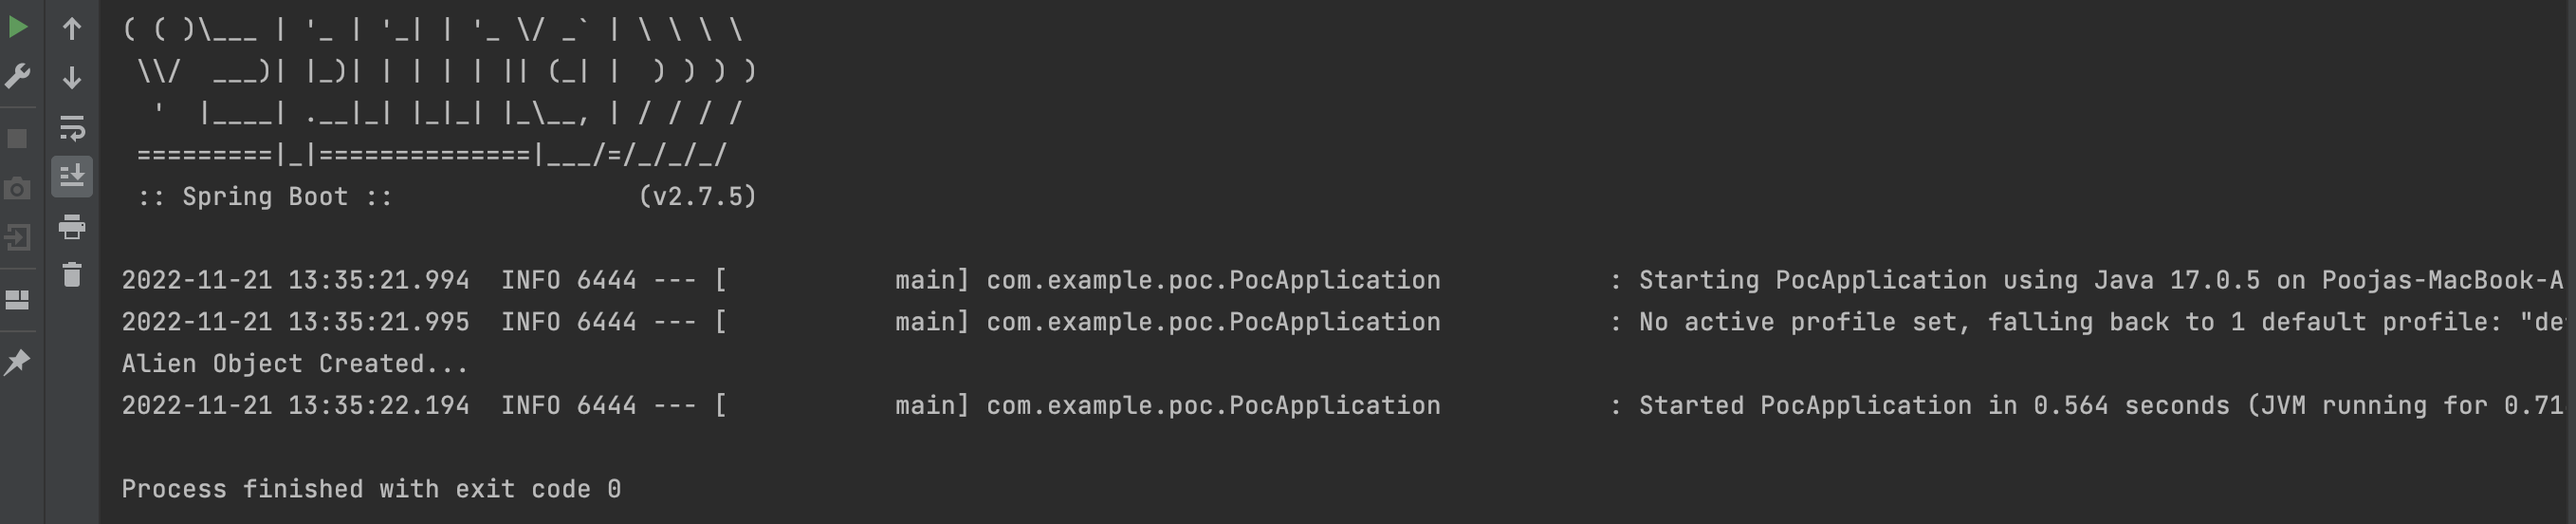 ( ( )\___ | '_ | '_| | '_ \/ _` | \ \ \ \
 \\/  ___)| |_)| | | | | || (_| |  ) ) ) )
  '  |____| .__|_| |_|_| |_\__, | / / / /
 =========|_|==============|___/=/_/_/_/
 :: Spring Boot ::                (v2.7.5)
2022-11-21 13:35:21.994  INFO 6444 --- [           main] com.example.poc.PocApplication           : Starting PocApplication using Java 17.0.5 on Poojas-MacBook-A
2022-11-21 13:35:21.995  INFO 6444 --- [           main] com.example.poc.PocApplication           : No active profile set, falling back to 1 default profile: "de
Alien Object Created...
2022-11-21 13:35:22.194  INFO 6444 --- [           main] com.example.poc.PocApplication           : Started PocApplication in 0.564 seconds (JVM running for 0.71
Process finished with exit code 0